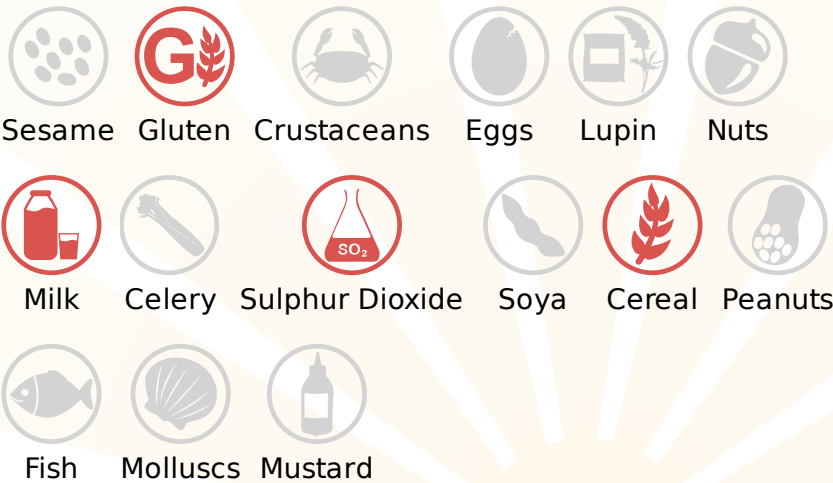 G
Sesame Gluten Crustaceans Eggs Lupin Nuts
SO₂
Milk Celery Sulphur Dioxide Soya Cereal Peanuts
Fish Molluscs Mustard